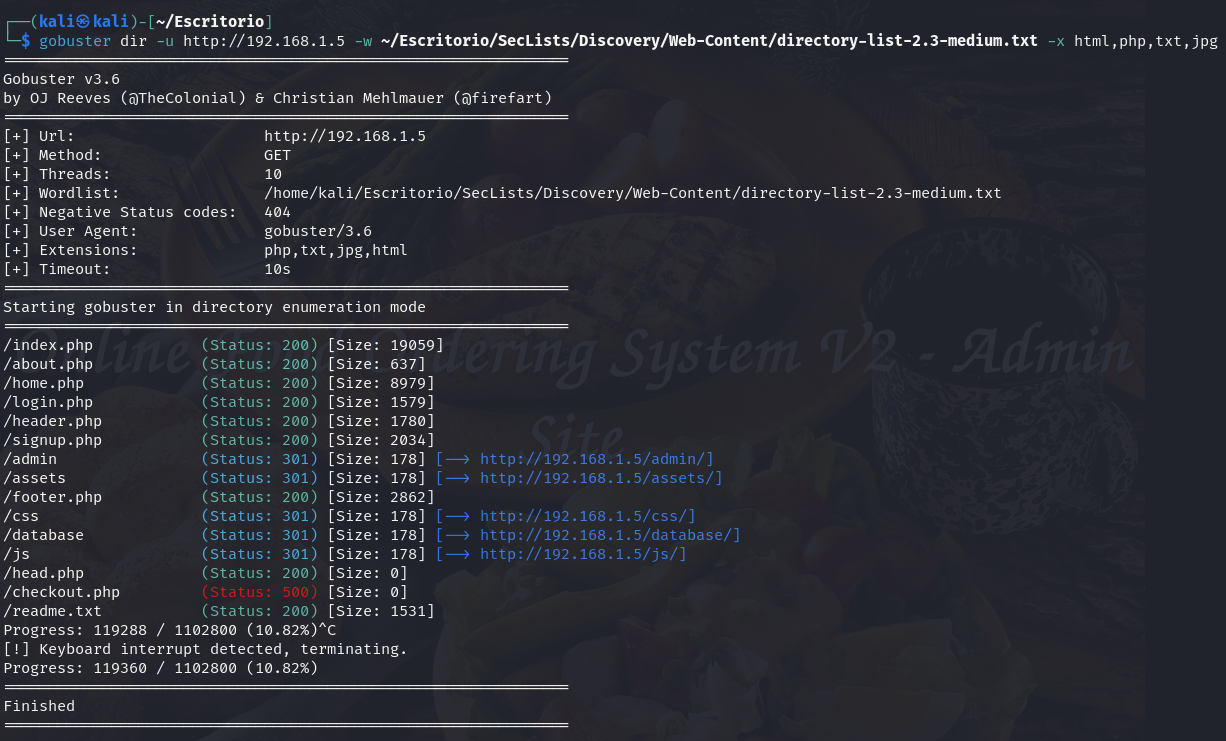 ┌──(kali㉿kali)-[~/Escritorio]
└─$ gobuster dir -u http://192.168.1.5 -w ~/Escritorio/SecLists/Discovery/Web-Content/directory-list-2.3-medium.txt -x html,php,txt,jpg
===============================================================
Gobuster v3.6
by OJ Reeves (@TheColonial) & Christian Mehlmauer (@firefart)
===============================================================
[+] Url:                     http://192.168.1.5
[+] Method:                  GET
[+] Threads:                 10
[+] Wordlist:                /home/kali/Escritorio/SecLists/Discovery/Web-Content/directory-list-2.3-medium.txt
[+] Negative Status codes:   404
[+] User Agent:              gobuster/3.6
[+] Extensions:              php,txt,jpg,html
[+] Timeout:                 10s
===============================================================
Starting gobuster in directory enumeration mode
===============================================================
/index.php            (Status: 200) [Size: 19059]
/about.php            (Status: 200) [Size: 637]
/home.php             (Status: 200) [Size: 8979]
/login.php            (Status: 200) [Size: 1579]
/header.php           (Status: 200) [Size: 1780]
/signup.php           (Status: 200) [Size: 2034]
/admin                (Status: 301) [Size: 178] [--> http://192.168.1.5/admin/]
/assets               (Status: 301) [Size: 178] [--> http://192.168.1.5/assets/]
/footer.php           (Status: 200) [Size: 2862]
/css                  (Status: 301) [Size: 178] [--> http://192.168.1.5/css/]
/database             (Status: 301) [Size: 178] [--> http://192.168.1.5/database/]
/js                   (Status: 301) [Size: 178] [--> http://192.168.1.5/js/]
/head.php             (Status: 200) [Size: 0]
/checkout.php         (Status: 500) [Size: 0]
/readme.txt           (Status: 200) [Size: 1531]
Progress: 119288 / 1102800 (10.82%)^C
[!] Keyboard interrupt detected, terminating.
Progress: 119360 / 1102800 (10.82%)
===============================================================
Finished
===============================================================
System V2 - Admin
Site